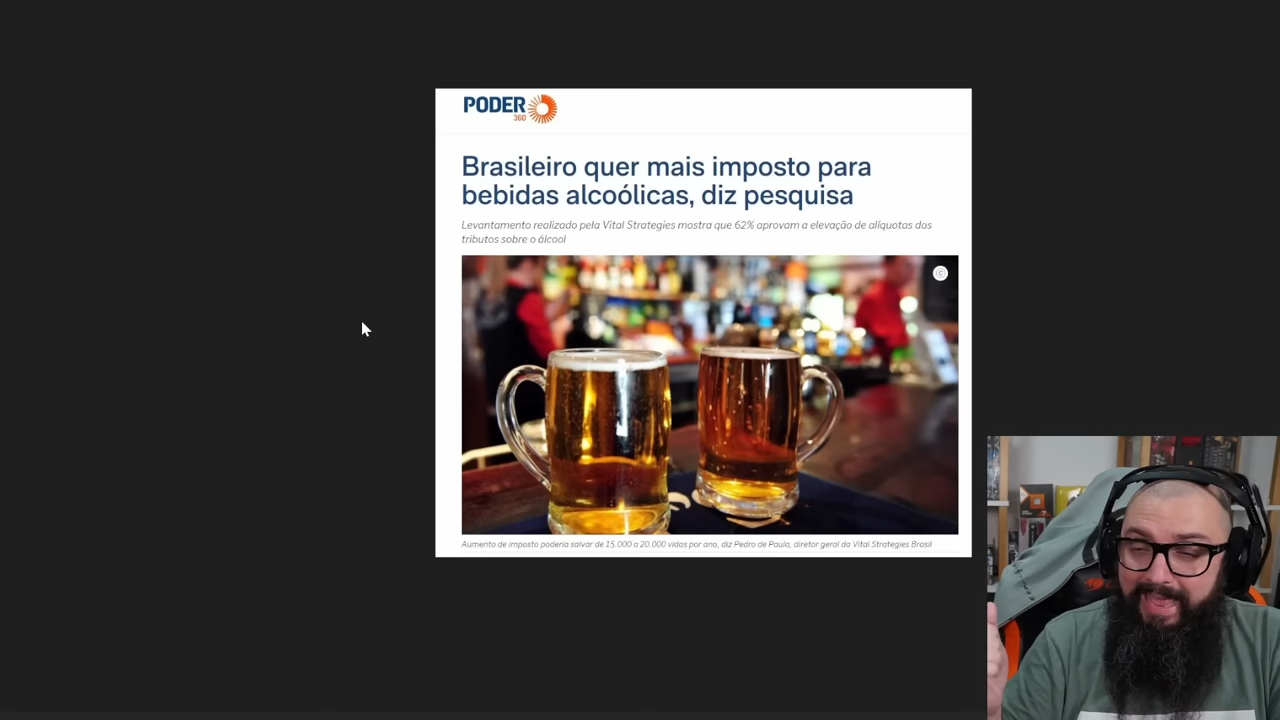 PODER
360
Brasileiro quer mais imposto para
bebidas alcoólicas, diz pesquisa
Levantamento realizado pela Vital Strategies mostra que 62% aprovam a elevação de alíquotas dos
tributos sobre o álcool
Aumento de imposto poderia salvar de 15.000 a 20.000 vidas por ano, diz Pedro de Paula, diretor geral da Vital Strategies Brasil